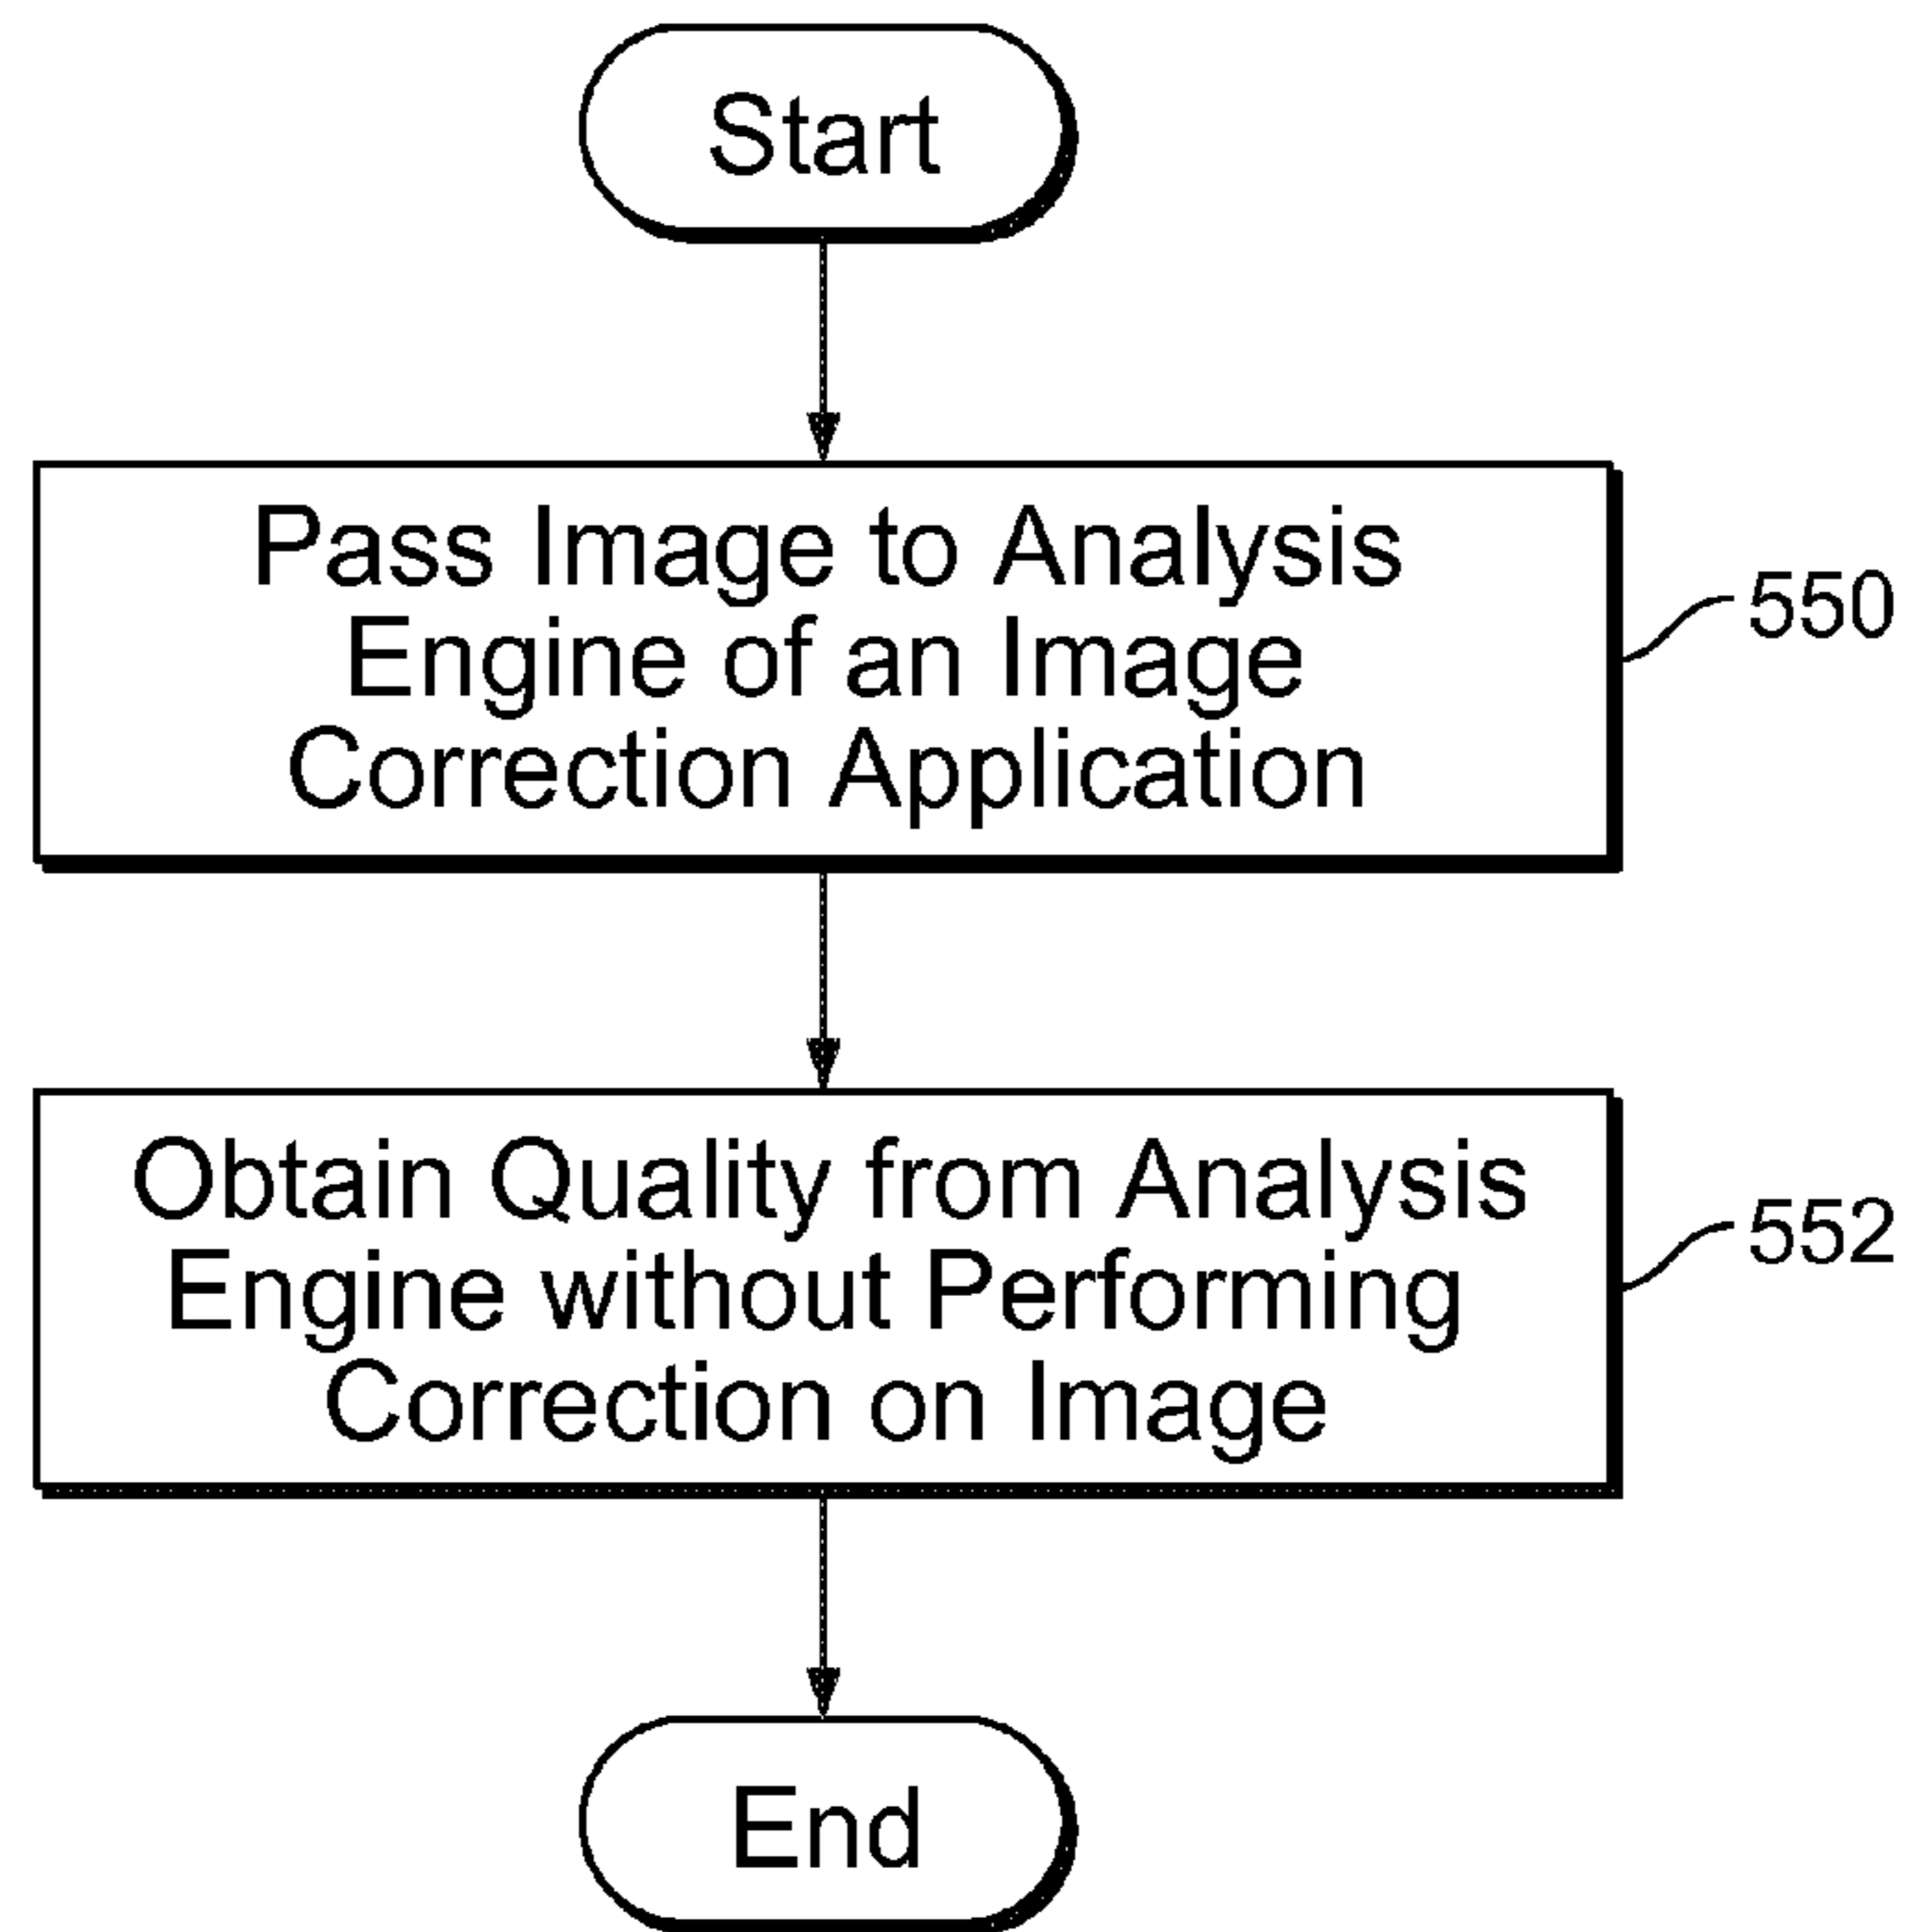 Start
Pass Image to Analysis
Engine of an Image
Correction Application
550
Obtain Quality from Analysis
Engine without Performing
Correction on Image
552
End